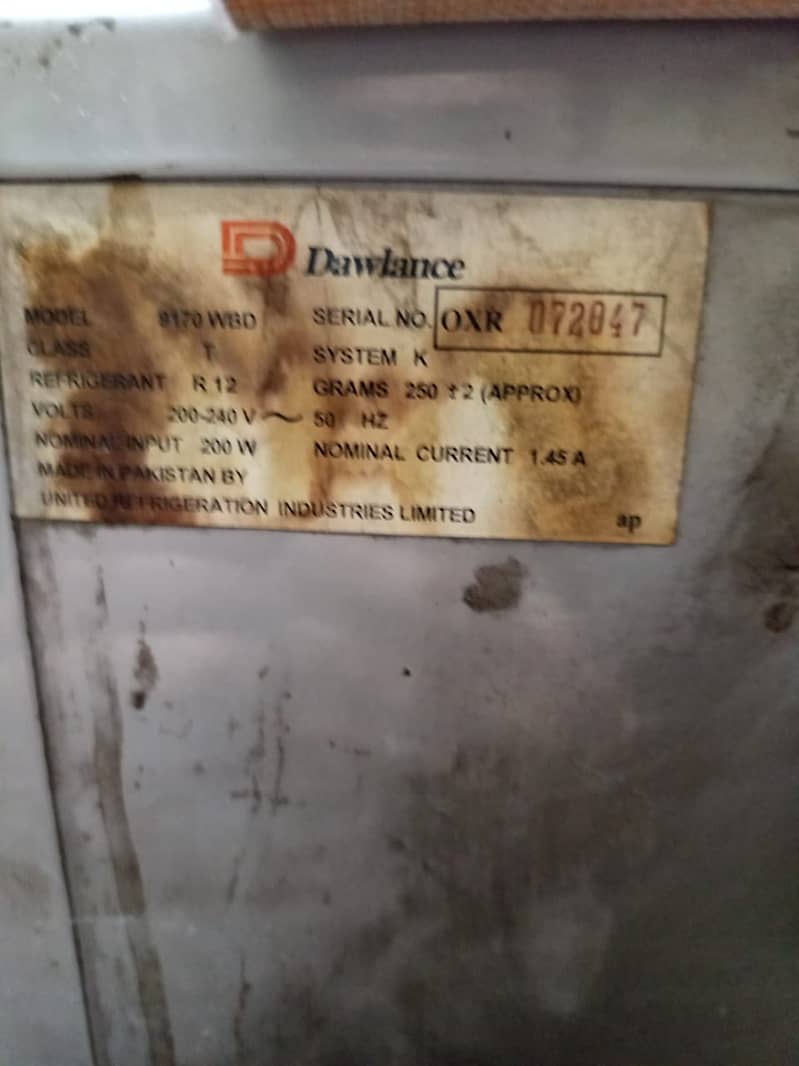 Dawlance
MODEL 9170 WBD SERIAL NO. OXR 072047
CLASS T SYSTEM K
REFRIGERANT R 12 GRAMS 250 ±2 (APPROX)
VOLTS 200-240 V ~ 50 HZ
NOMINAL INPUT 200 W NOMINAL CURRENT 1.45 A
MADE IN PAKISTAN BY
UNITED REFRIGERATION INDUSTRIES LIMITED
ap